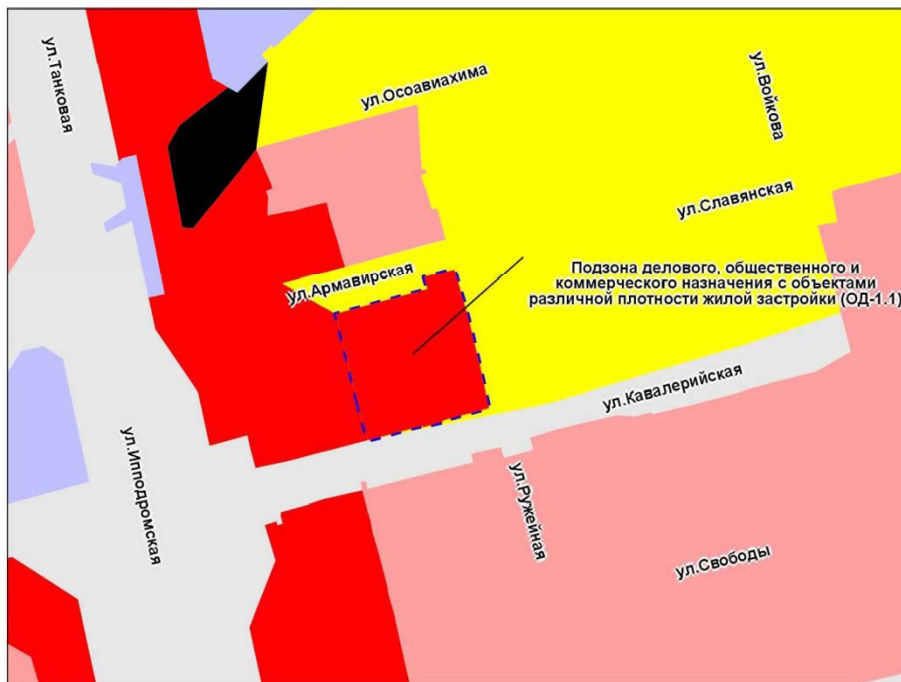 ул.Танковая
ул.Осоавиахима
ул.Войкова
ул.Славянская
ул.Армавирская
Подзона делового, общественного и
коммерческого назначения с объектами
различной плотности жилой застройки (ОД-1.1)
ул.Кавалерийская
ул.Ипподромская
ул.Ружейная
ул.Свободы